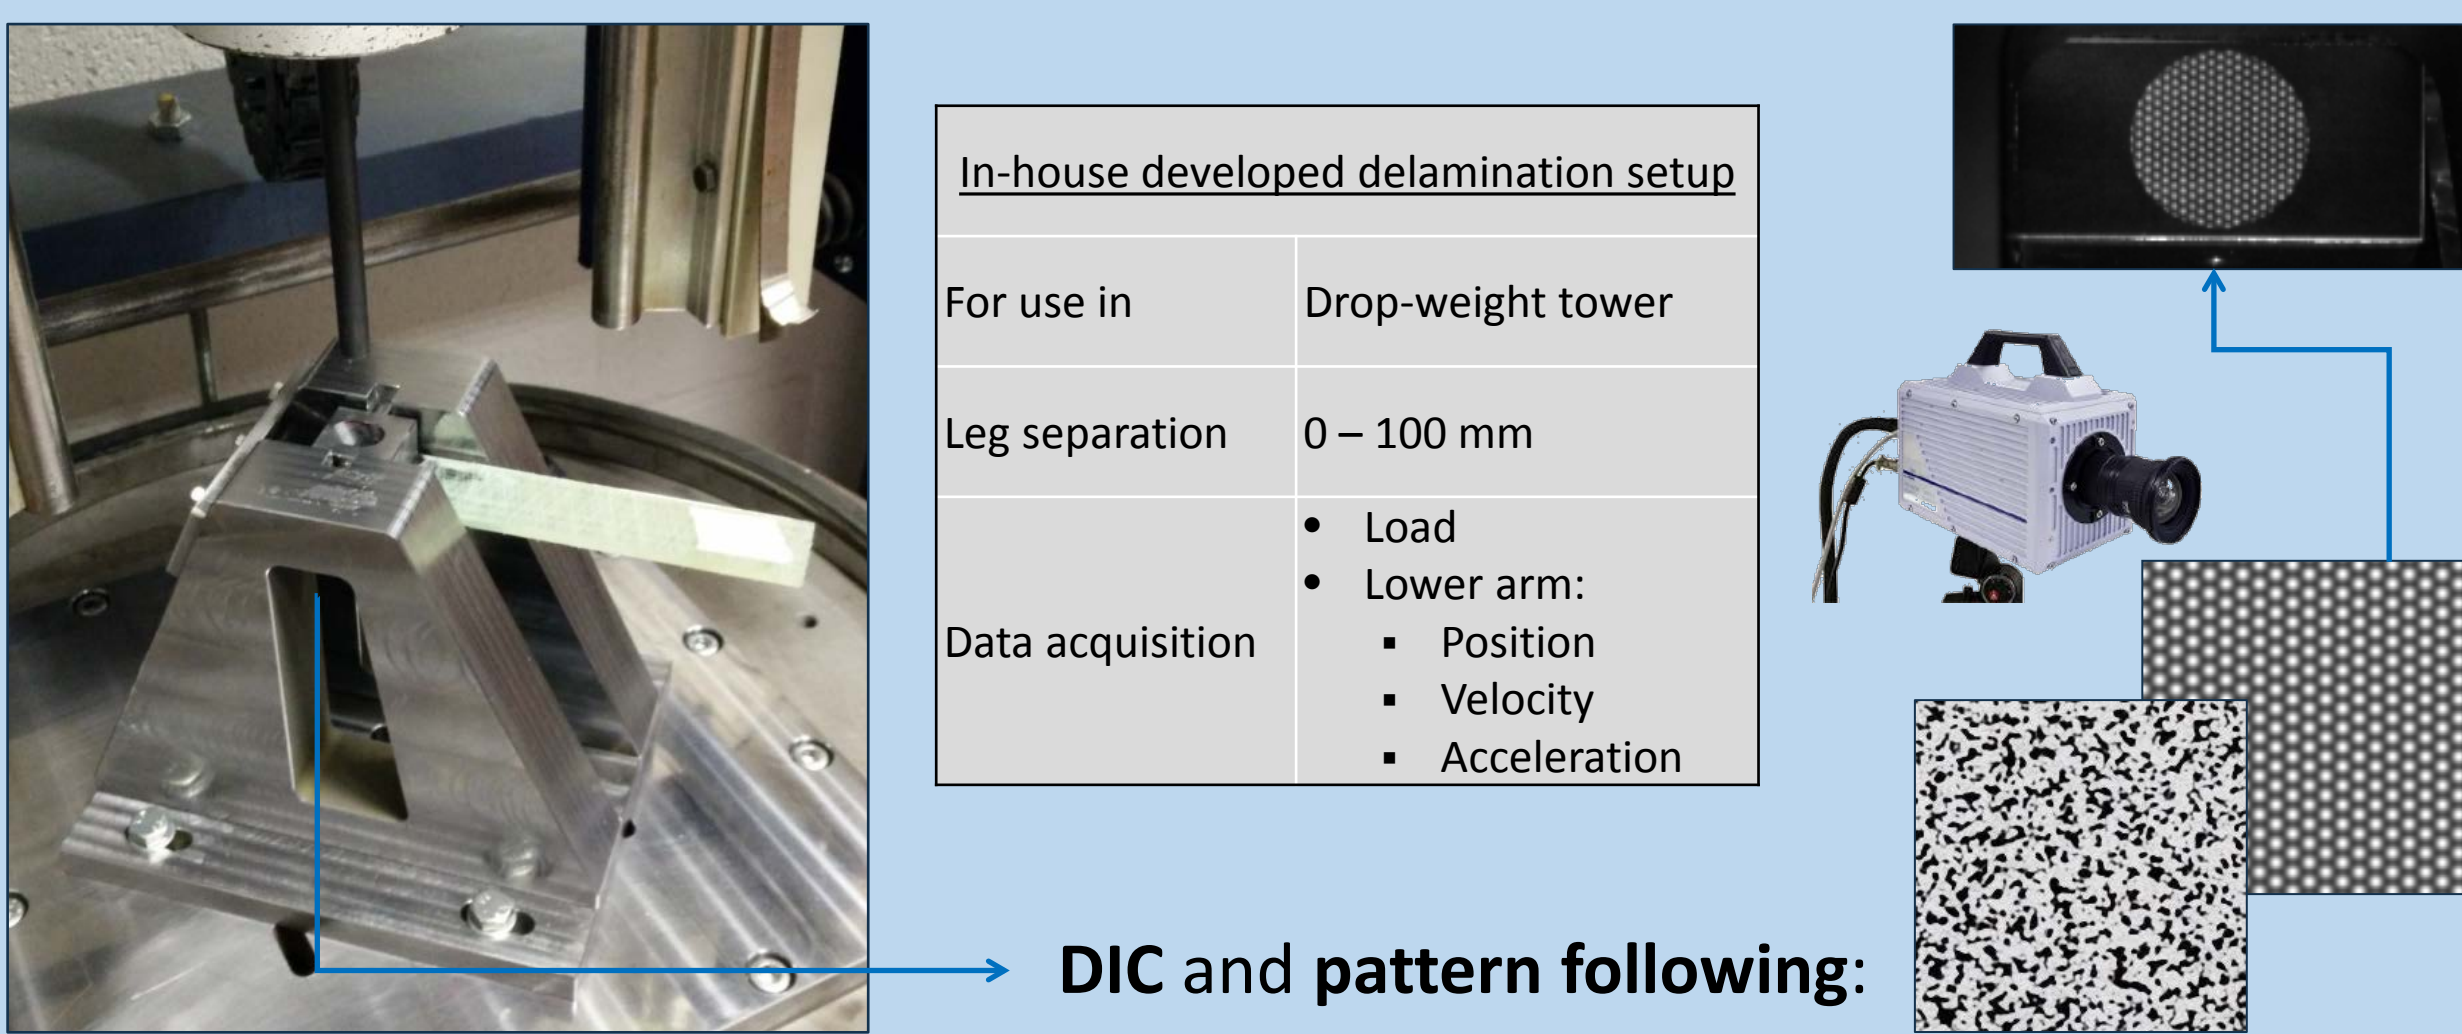 In-house developed delamination setup
For use in
Drop-weight tower
Leg separation
0 – 100 mm
Data acquisition
• Load
• Lower arm:
▪ Position
▪ Velocity
▪ Acceleration
DIC and pattern following: